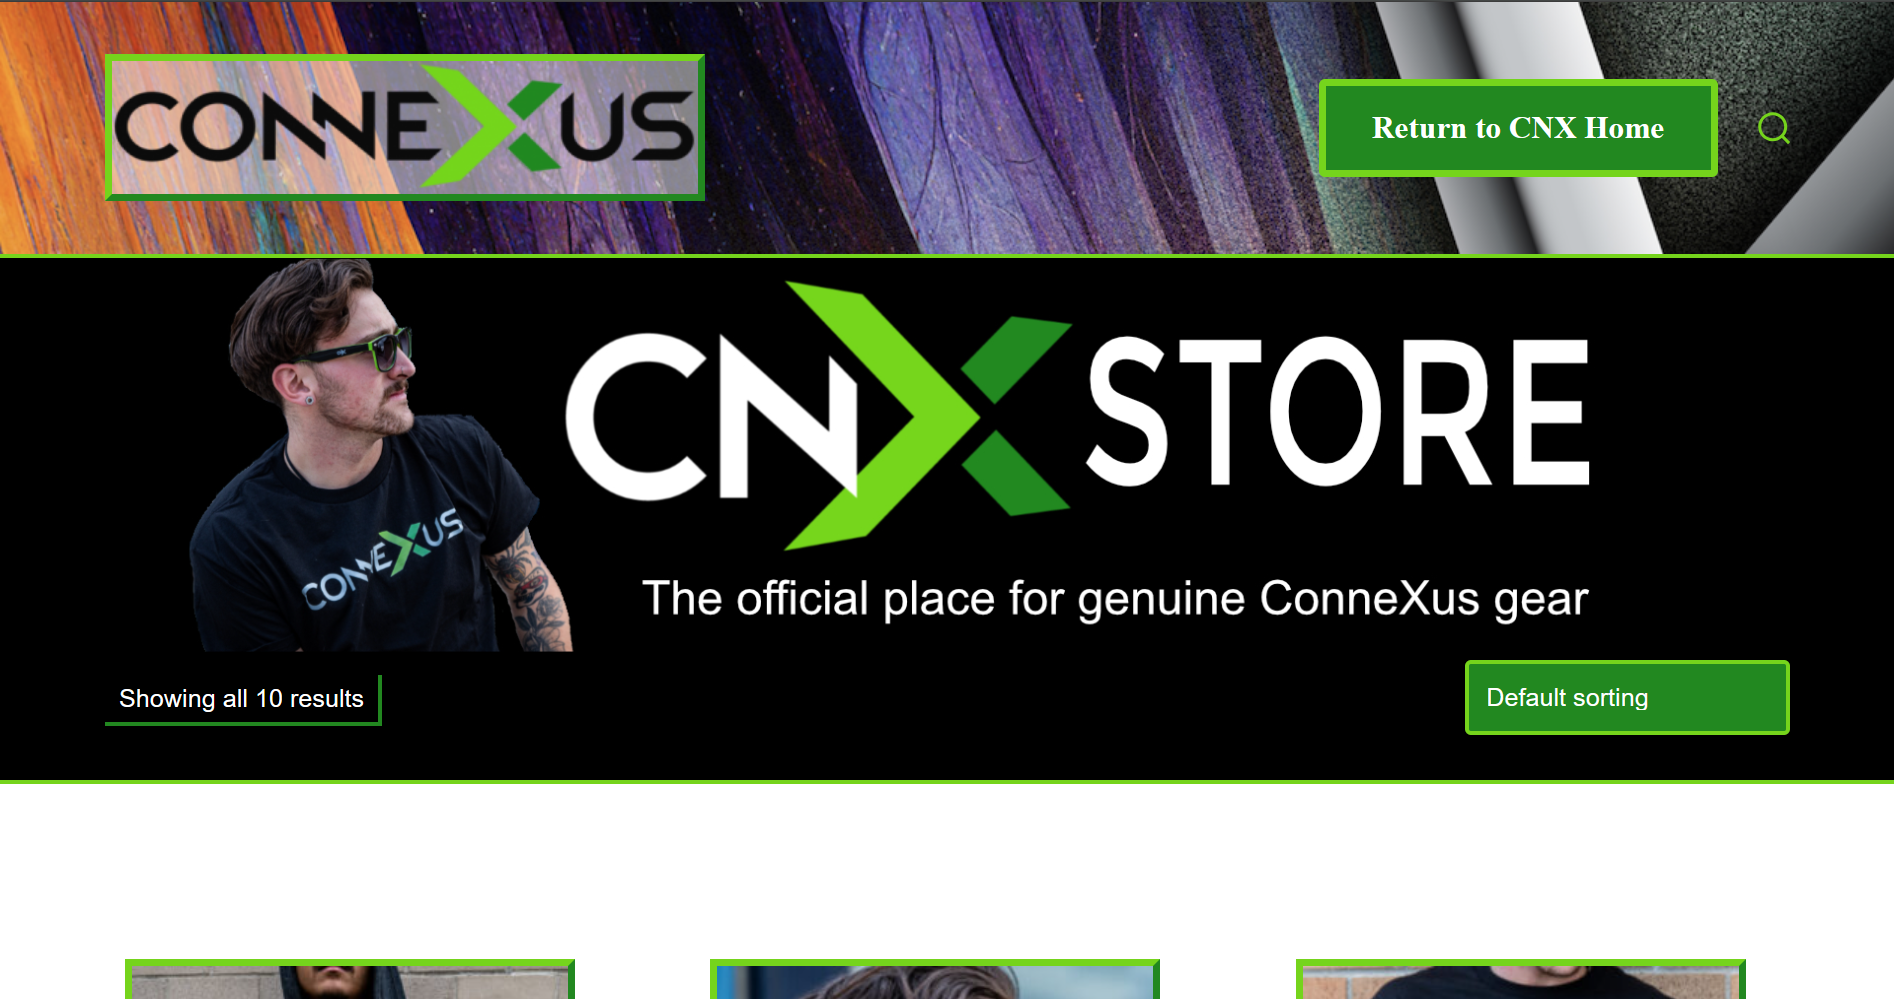 CONNEXUS
Return to CNX Home
CNX STORE
CONNEXUS
The official place for genuine ConneXus gear
Showing all 10 results
Default sorting